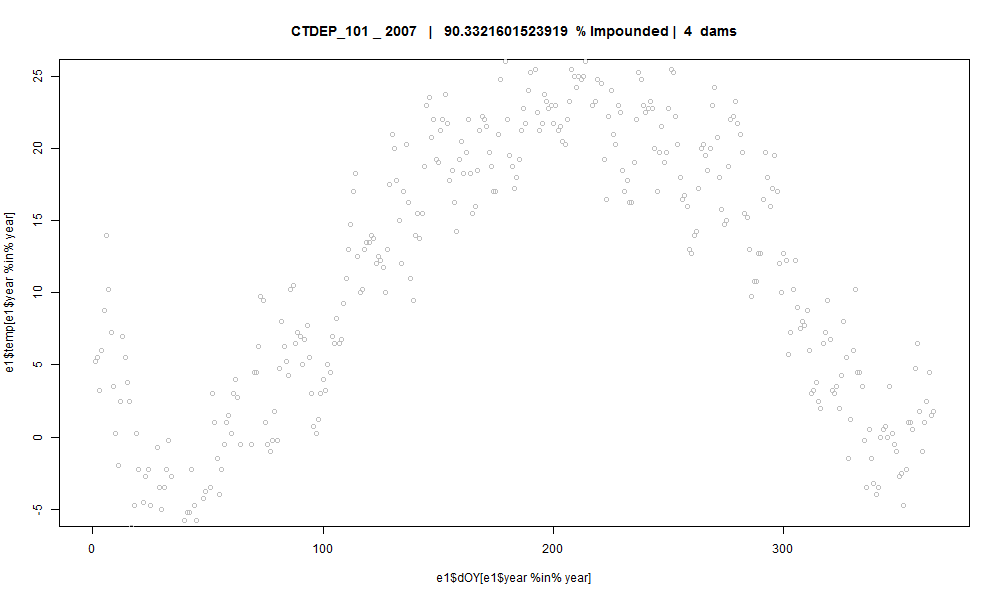 CTDEP_101 _ 2007 | 90.3321601523919 % Impounded | 4 dams
e1$temp[e1$year %in% year]
25
20
15
10
5
0
-5
0 100 200 300
e1$dOY[e1$year %in% year]